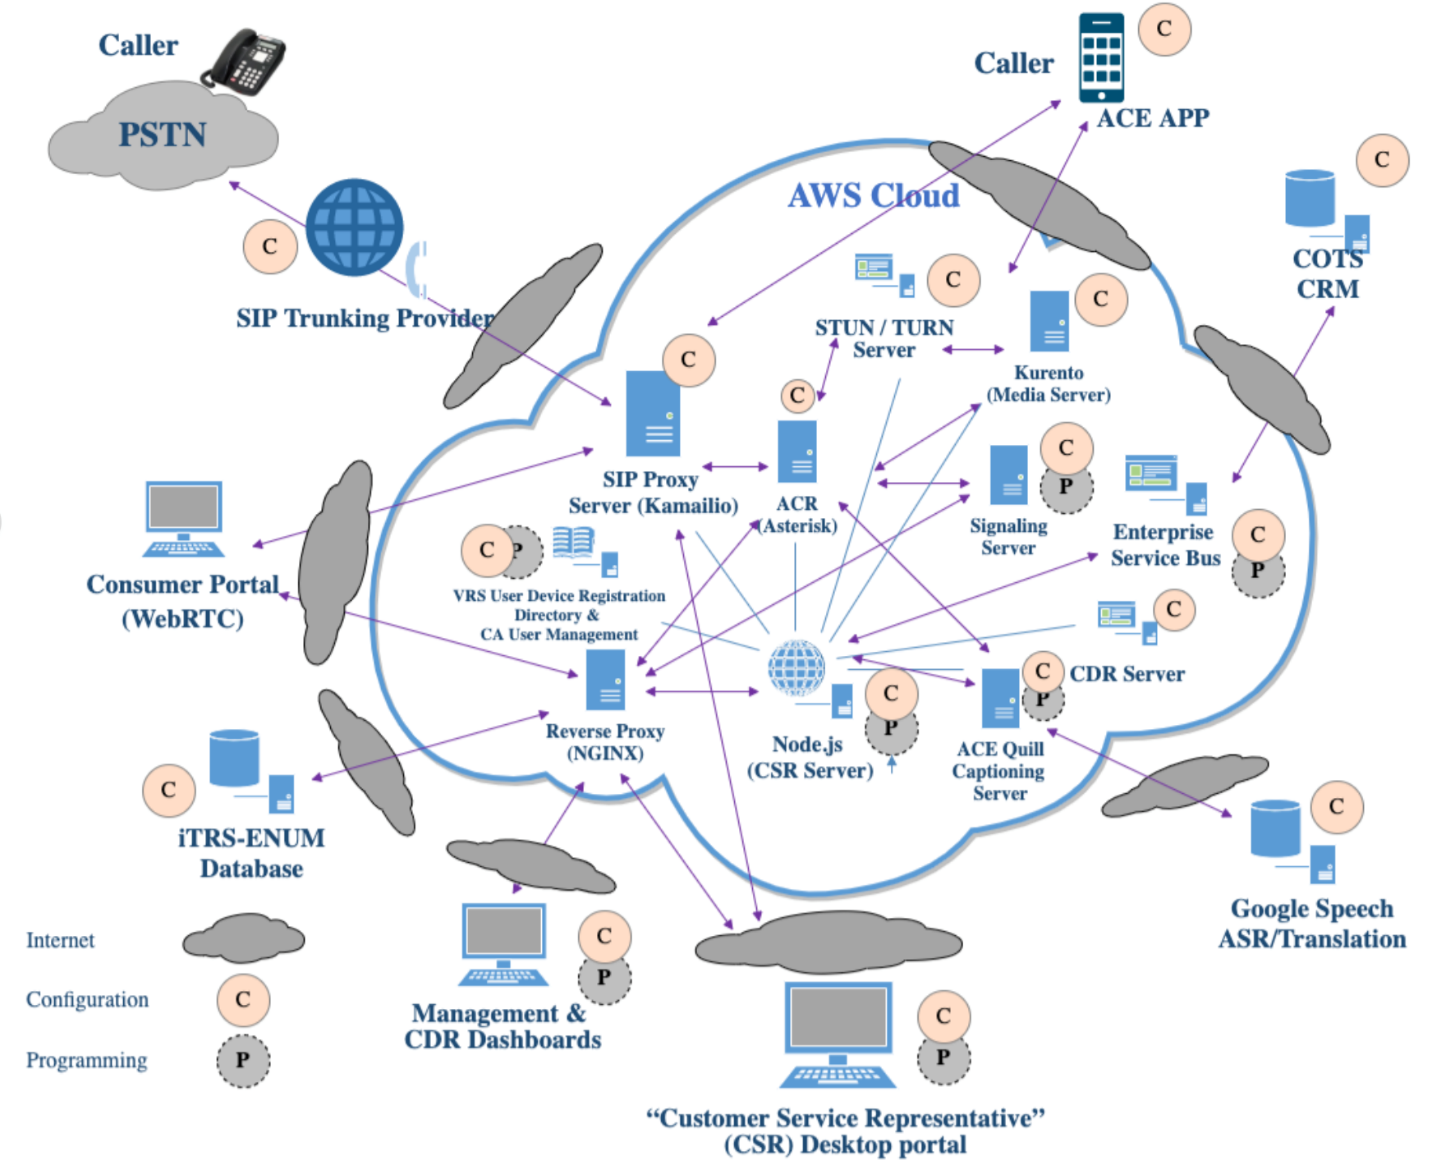 Caller
PSTN
C
SIP Trunking Provider
Caller
C
ACE APP
AWS Cloud
C
COTS
CRM
C
STUN / TURN
Server
C
Kurento
(Media Server)
C
SIP Proxy
Server (Kamailio)
C
ACR
(Asterisk)
C
P
Signaling
Server
Enterprise
Service Bus
C
P
Consumer Portal
(WebRTC)
C
P
VRS User Device Registration
Directory &
CA User Management
C
CDR Server
Reverse Proxy
(NGINX)
Node.js
(CSR Server)
C
P
C
P
ACE Quill
Captioning
Server
C
iTRS-ENUM
Database
C
Google Speech
ASR/Translation
Internet
Configuration
C
Programming
P
C
P
Management &
CDR Dashboards
C
P
“Customer Service Representative”
(CSR) Desktop portal